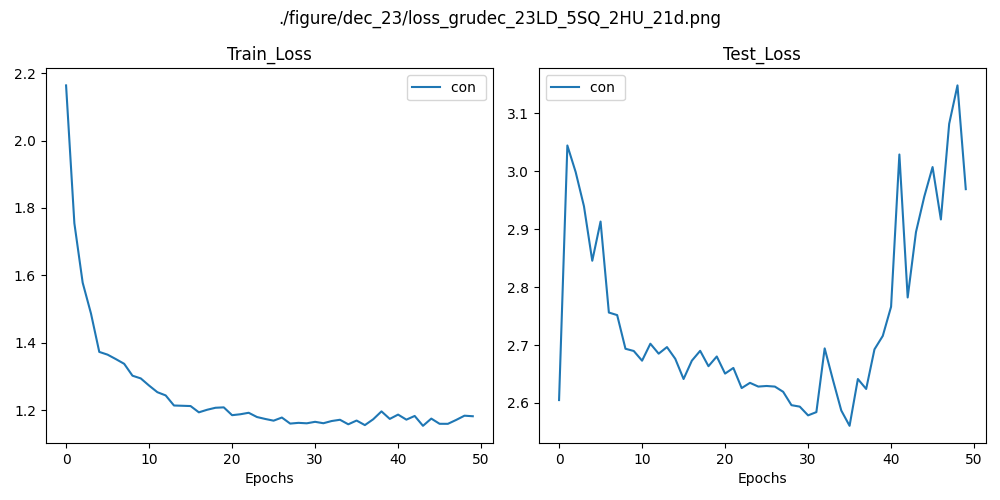 ./figure/dec_23/loss_grudec_23LD_5SQ_2HU_21d.png
Train_Loss
con
2.2
2.0
1.8
1.6
1.4
1.2
0 10 20 30 40 50
Epochs
Test_Loss
con
3.1
3.0
2.9
2.8
2.7
2.6
0 10 20 30 40 50
Epochs